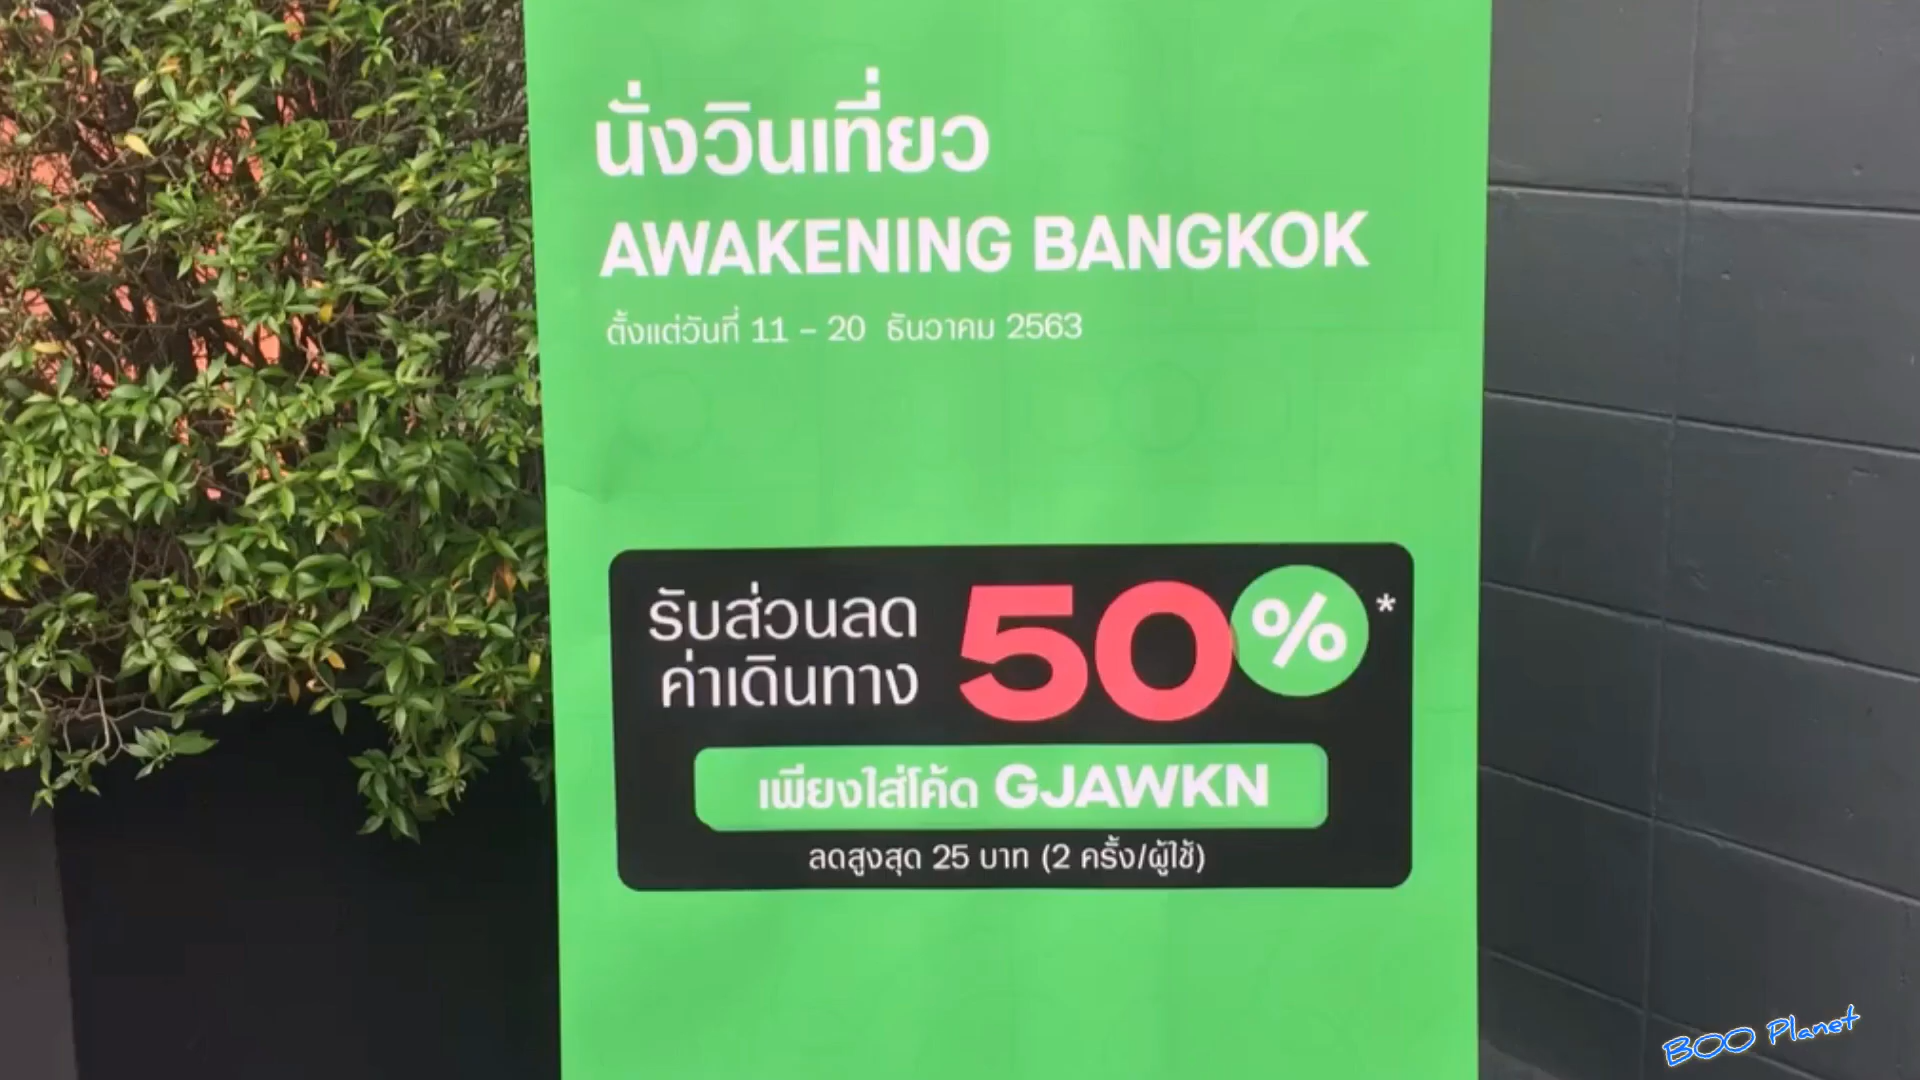 นั่งวินเที่ยว
AWAKENING BANGKOK
ตั้งแต่วันที่ 11 – 20 ธันวาคม 2563
รับส่วนลด
ค่าเดินทาง
50%*
เพียงใส่โค้ด GJAWKN
ลดสูงสุด 25 บาท (2 ครั้ง/ผู้ใช้)
BOO Planet